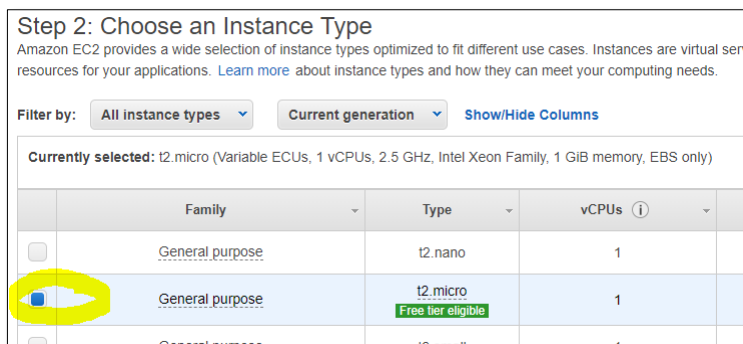 Step 2: Choose an Instance Type
Amazon EC2 provides a wide selection of instance types optimized to fit different use cases. Instances are virtual
resources for your applications. Learn more about instance types and how they can meet your computing needs.
Filter by: All instance types Current generation Show/Hide Columns
Currently selected: t2.micro (Variable ECUs, 1 vCPUs, 2.5 GHz, Intel Xeon Family, 1 GiB memory, EBS only)
Family Type vCPUs i
General purpose t2.nano 1
General purpose t2.micro 1
Free tier eligible